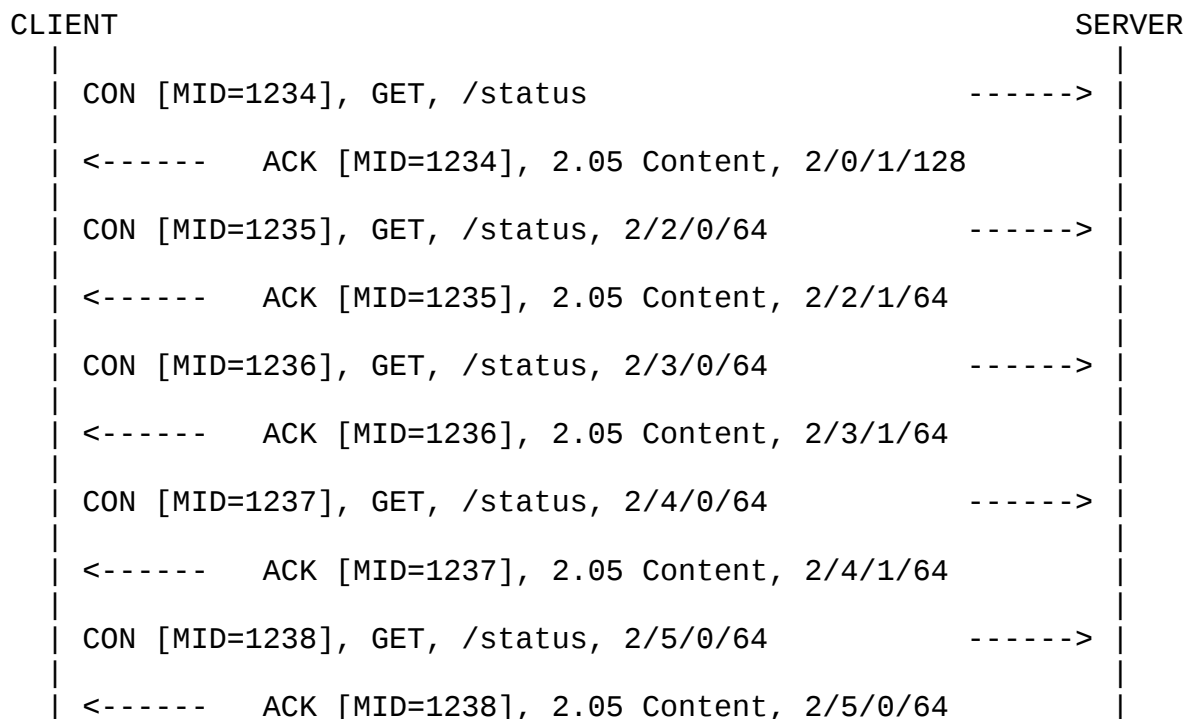 CLIENT SERVER
| |
| CON [MID=1234], GET, /status ------> |
| |
| <------ ACK [MID=1234], 2.05 Content, 2/0/1/128 |
| |
| CON [MID=1235], GET, /status, 2/2/0/64 ------> |
| |
| <------ ACK [MID=1235], 2.05 Content, 2/2/1/64 |
| |
| CON [MID=1236], GET, /status, 2/3/0/64 ------> |
| |
| <------ ACK [MID=1236], 2.05 Content, 2/3/1/64 |
| |
| CON [MID=1237], GET, /status, 2/4/0/64 ------> |
| |
| <------ ACK [MID=1237], 2.05 Content, 2/4/1/64 |
| |
| CON [MID=1238], GET, /status, 2/5/0/64 ------> |
| |
| <------ ACK [MID=1238], 2.05 Content, 2/5/0/64 |